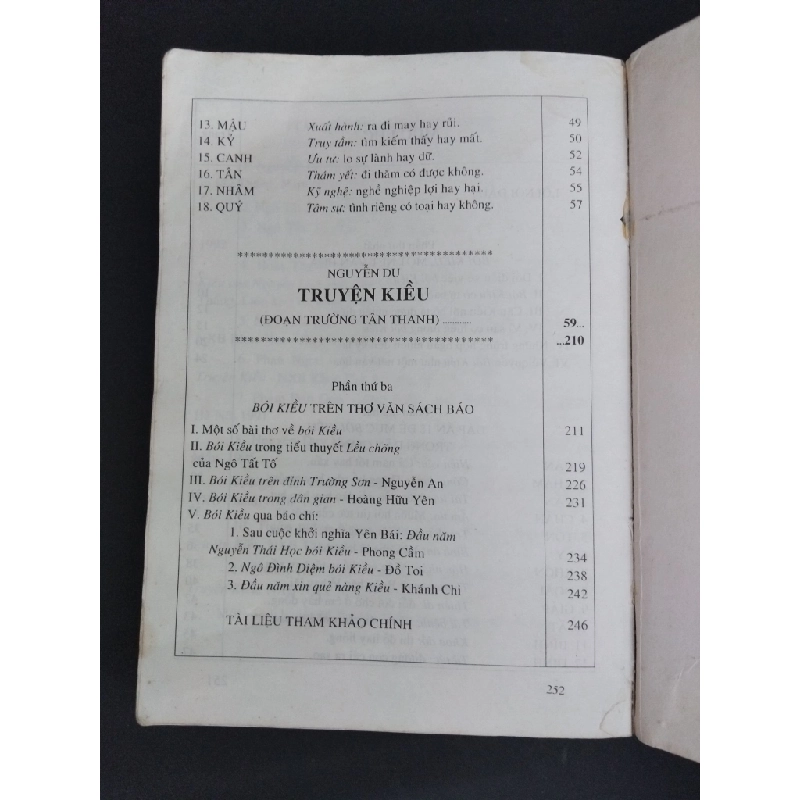 13. MẬU Xuất hành: ra đi may hay rủi. 49
14. KỶ Truy tầm: tìm kiếm thấy hay mất. 50
15. CANH Ưu tư: lo sự lành hay dữ. 52
16. TÂN Thám yết: đi thăm có được không. 54
17. NHÂM Kỹ nghệ: nghề nghiệp lợi hay hại. 55
18. QUÝ Tâm sự: tình riêng có toại hay không. 57
NGUYỄN DU
TRUYỆN KIỀU
(ĐOẠN TRƯỜNG TÂN THANH) .......... 59...
...210
Phần thứ ba
BÓI KIỀU TRÊN THƠ VĂN SÁCH BÁO
I. Một số bài thơ về bói Kiều 211
II. Bói Kiều trong tiểu thuyết Lều chõng
của Ngô Tất Tố 219
III. Bói Kiều trên đỉnh Trường Sơn - Nguyễn An 226
IV. Bói Kiều trong dân gian - Hoàng Hữu Yên 231
V. Bói Kiều qua báo chí:
1. Sau cuộc khởi nghĩa Yên Bái: Đầu năm
Nguyễn Thái Học bói Kiều - Phong Cầm 234
2. Ngô Đình Diệm bói Kiều - Đồ Toi 238
3. Đầu năm xin quẻ nàng Kiều - Khánh Chi 242
TÀI LIỆU THAM KHẢO CHÍNH 246
252